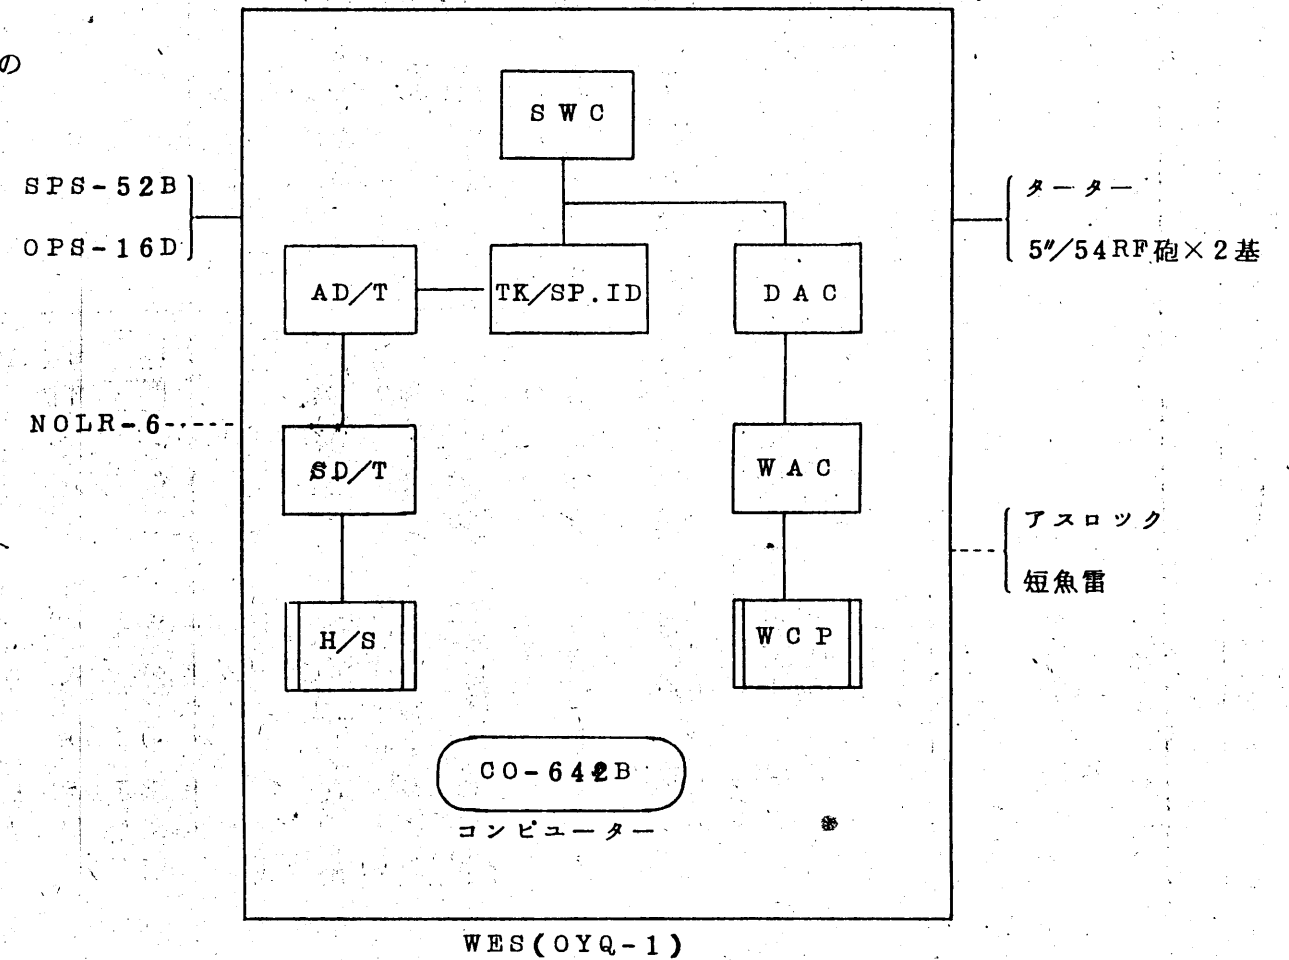 の
SWC
SPS-52B
OPS-16D
ターター
5″/54RF砲×2基
AD/T
TK/SP.ID
DAC
NOLR-6
SD/T
WAC
アスロック
短魚雷
H/S
WCP
CO-642B
コンピューター
WES(OYQ-1)